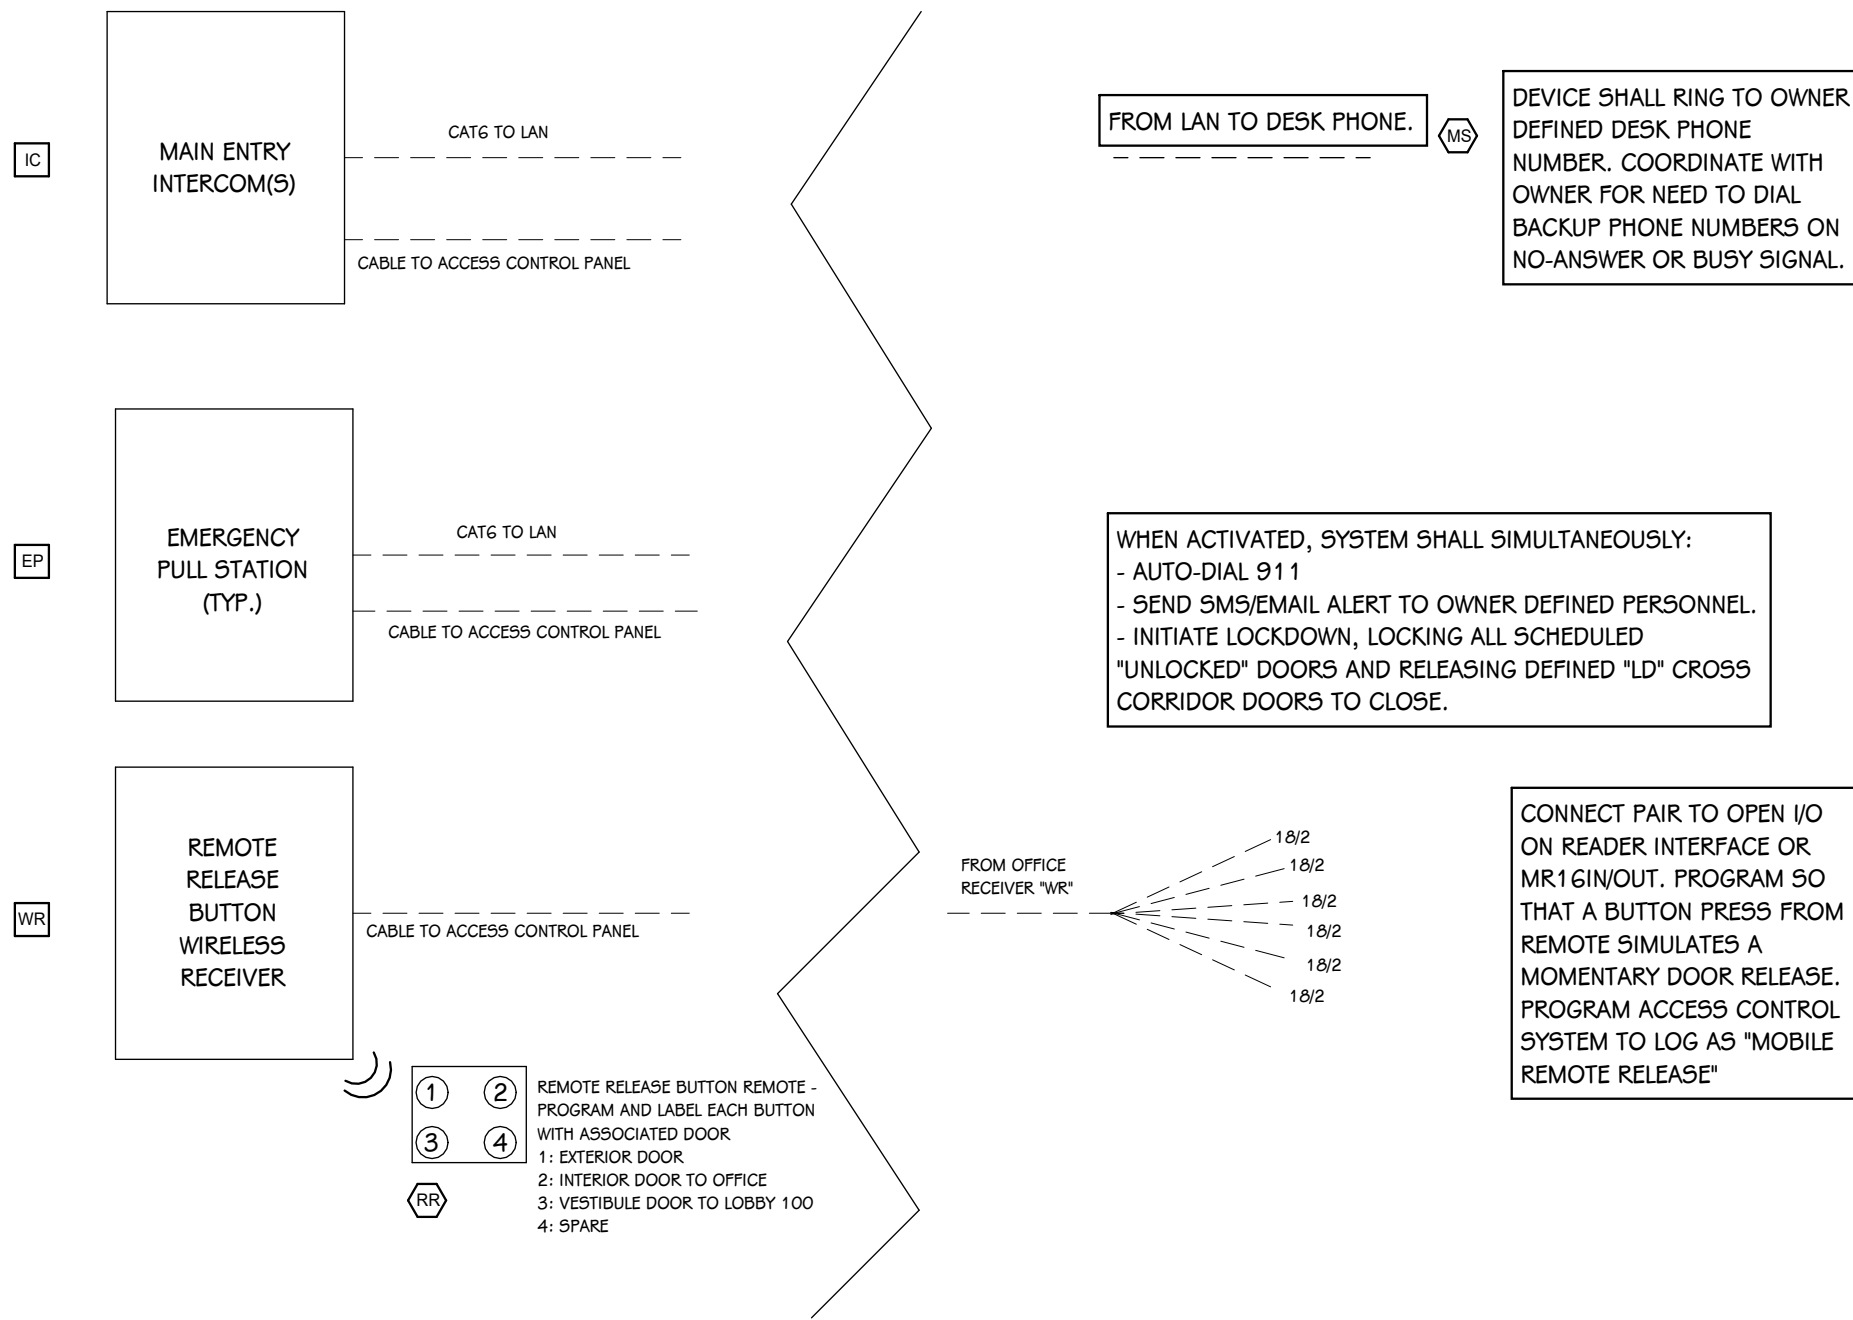 IC
MAIN ENTRY
INTERCOM(S)
CAT6 TO LAN
CABLE TO ACCESS CONTROL PANEL
FROM LAN TO DESK PHONE.
MS
DEVICE SHALL RING TO OWNER
DEFINED DESK PHONE
NUMBER. COORDINATE WITH
OWNER FOR NEED TO DIAL
BACKUP PHONE NUMBERS ON
NO-ANSWER OR BUSY SIGNAL.
EP
EMERGENCY
PULL STATION
(TYP.)
CAT6 TO LAN
CABLE TO ACCESS CONTROL PANEL
WHEN ACTIVATED, SYSTEM SHALL SIMULTANEOUSLY:
- AUTO-DIAL 911
- SEND SMS/EMAIL ALERT TO OWNER DEFINED PERSONNEL.
- INITIATE LOCKDOWN, LOCKING ALL SCHEDULED
"UNLOCKED" DOORS AND RELEASING DEFINED "LD" CROSS
CORRIDOR DOORS TO CLOSE.
WR
REMOTE
RELEASE
BUTTON
WIRELESS
RECEIVER
CABLE TO ACCESS CONTROL PANEL
FROM OFFICE
RECEIVER "WR"
18/2
18/2
18/2
18/2
18/2
18/2
CONNECT PAIR TO OPEN I/O
ON READER INTERFACE OR
MR16IN/OUT. PROGRAM SO
THAT A BUTTON PRESS FROM
REMOTE SIMULATES A
MOMENTARY DOOR RELEASE.
PROGRAM ACCESS CONTROL
SYSTEM TO LOG AS "MOBILE
REMOTE RELEASE"
1 2
3 4
RR
REMOTE RELEASE BUTTON REMOTE -
PROGRAM AND LABEL EACH BUTTON
WITH ASSOCIATED DOOR
1: EXTERIOR DOOR
2: INTERIOR DOOR TO OFFICE
3: VESTIBULE DOOR TO LOBBY 100
4: SPARE